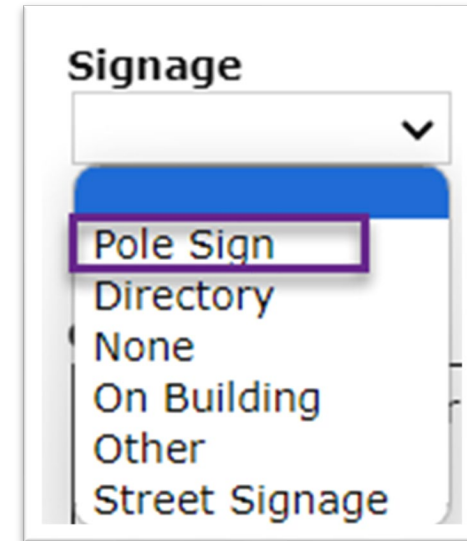 Signage
Pole Sign
Directory
None
On Building
Other
Street Signage